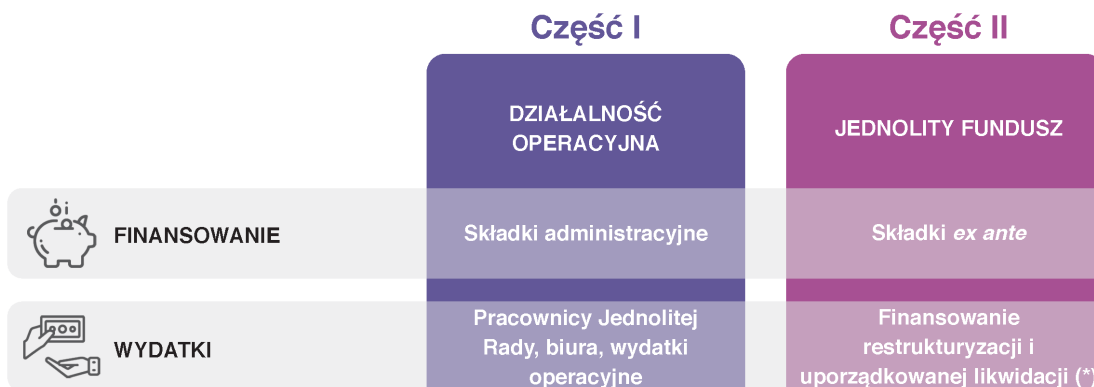 Część I
Część II
DZIAŁALNOŚĆ
OPERACYJNA
JEDNOLITY FUNDUSZ
FINANSOWANIE
Składki administracyjne
Składki ex ante
WYDATKI
Pracownicy Jednolitej
Rady, biura, wydatki
operacyjne
Finansowanie
restrukturyzacji i
uporządkowanej likwidacji (*)